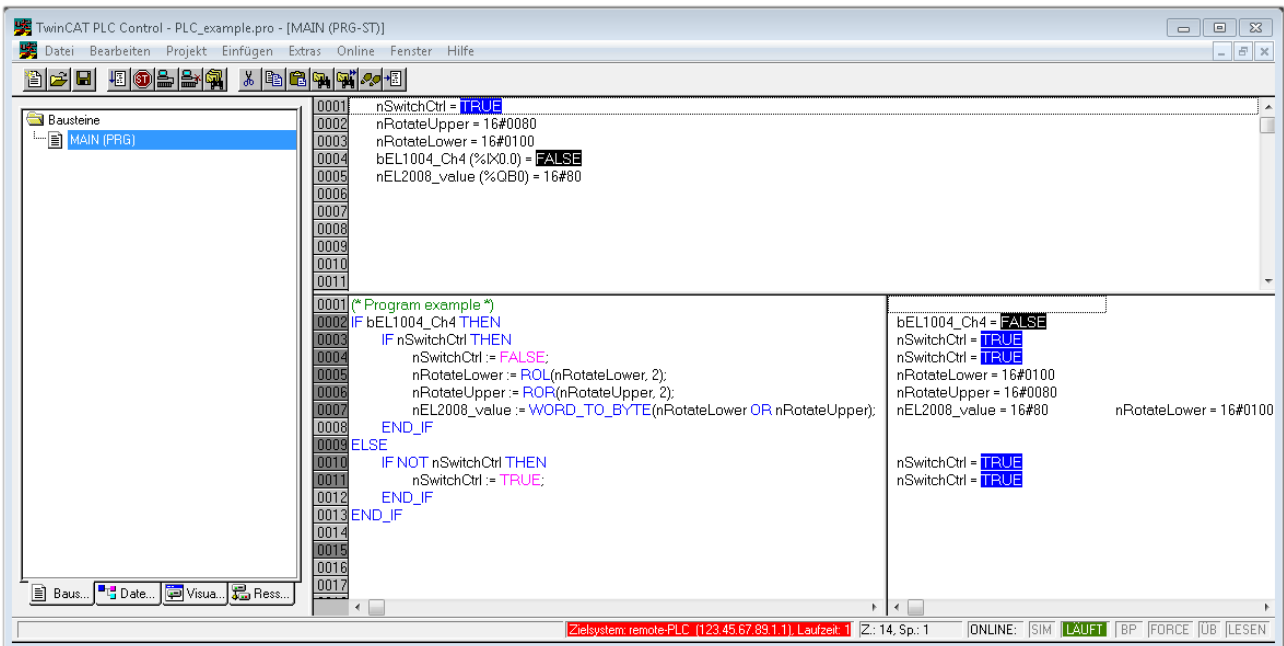 TwinCAT PLC Control - PLC_example.pro - [MAIN (PRG-ST)]
Datei Bearbeiten Projekt Einfügen Extras Online Fenster Hilfe
Bausteine
MAIN (PRG)
0001 nSwitchCtrl = TRUE
0002 nRotateUpper = 16#0080
0003 nRotateLower = 16#0100
0004 bEL1004_Ch4 (%IX0.0) = FALSE
0005 nEL2008_value (%QB0) = 16#80
0006
0007
0008
0009
0010
0011
0001 (* Program example *)
0002 IF bEL1004_Ch4 THEN bEL1004_Ch4 = FALSE
0003 IF nSwitchCtrl THEN nSwitchCtrl = TRUE
0004 nSwitchCtrl := FALSE; nSwitchCtrl = TRUE
0005 nRotateLower := ROL(nRotateLower, 2); nRotateLower = 16#0100
0006 nRotateUpper := ROR(nRotateUpper, 2); nRotateUpper = 16#0080
0007 nEL2008_value := WORD_TO_BYTE(nRotateLower OR nRotateUpper); nEL2008_value = 16#80 nRotateLower = 16#0100
0008 END_IF
0009 ELSE
0010 IF NOT nSwitchCtrl THEN nSwitchCtrl = TRUE
0011 nSwitchCtrl := TRUE; nSwitchCtrl = TRUE
0012 END_IF
0013 END_IF
0014
0015
0016
0017
Baus... Date... Visua... Ress...
Zielsystem: remote-PLC (123.45.67.89.1.1), Laufzeit: 1 Z.: 14, Sp.: 1 ONLINE: SIM LÄUFT BP FORCE ÜB LESEN